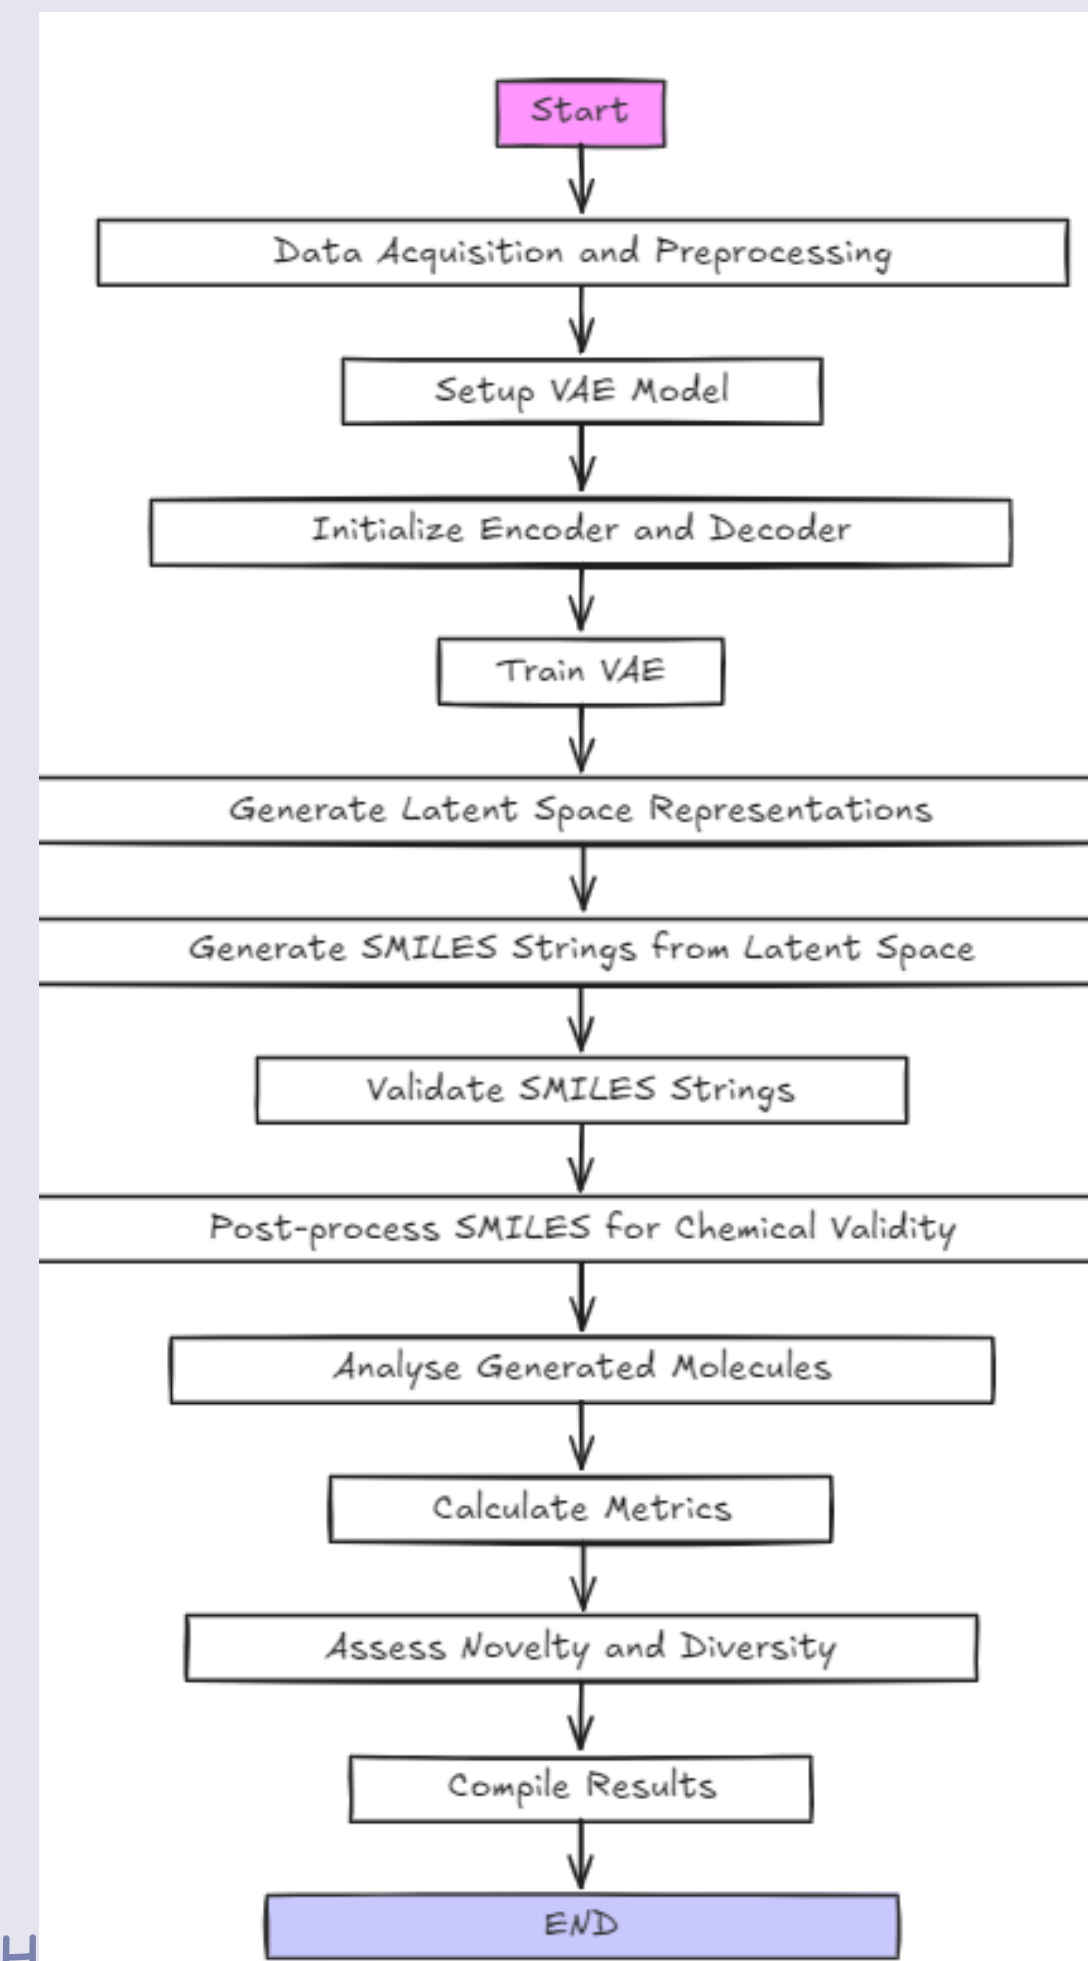 Start
Data Acquisition and Preprocessing
Setup VAE Model
Initialize Encoder and Decoder
Train VAE
Generate Latent Space Representations
Generate SMILES Strings from Latent Space
Validate SMILES Strings
Post-process SMILES for Chemical Validity
Analyse Generated Molecules
Calculate Metrics
Assess Novelty and Diversity
Compile Results
END